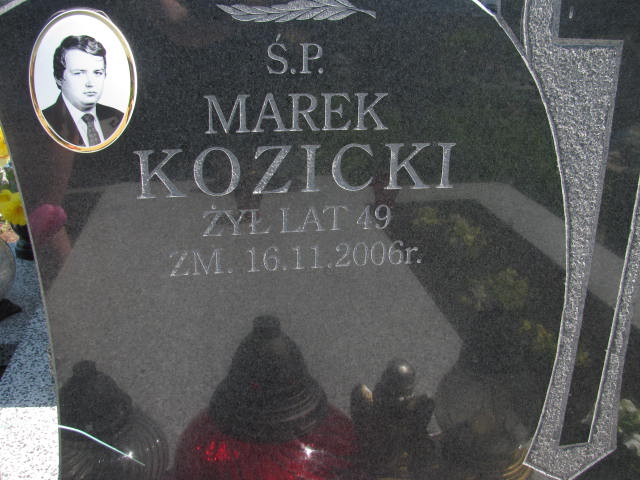 Ś.P.
MAREK
KOZICKI
ŻYŁ LAT 49
ZM. 16.11.2006r.